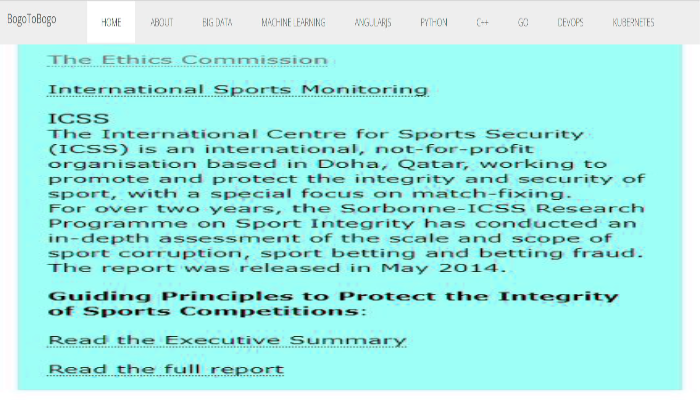 BogoToBogo
HOME ABOUT BIG DATA MACHINE LEARNING ANGULARJS PYTHON C++ GO DEVOPS KUBERNETES
The Ethics Commission
International Sports Monitoring
ICSS
The International Centre for Sports Security
(ICSS) is an international, not-for-profit
organisation based in Doha, Qatar, working to
promote and protect the integrity and security of
sport, with a special focus on match-fixing.
For over two years, the Sorbonne-ICSS Research
Programme on Sport Integrity has conducted an
in-depth assessment of the scale and scope of
sport corruption, sport betting and betting fraud.
The report was released in May 2014.
Guiding Principles to Protect the Integrity
of Sports Competitions:
Read the Executive Summary
Read the full report